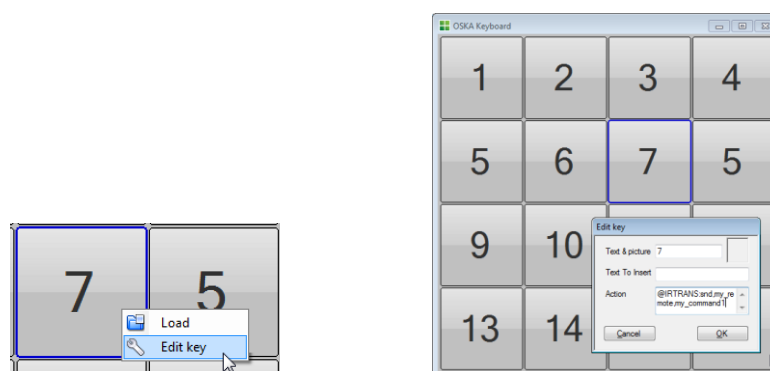 7 5
Load
Edit key
OSKA Keyboard
1 2 3 4
5 6 7 5
9 10
13 14
Edit key
Text & picture 7
Text To Insert
Action @IRTRANS:snd,my_re
mote,my_command1
Cancel OK